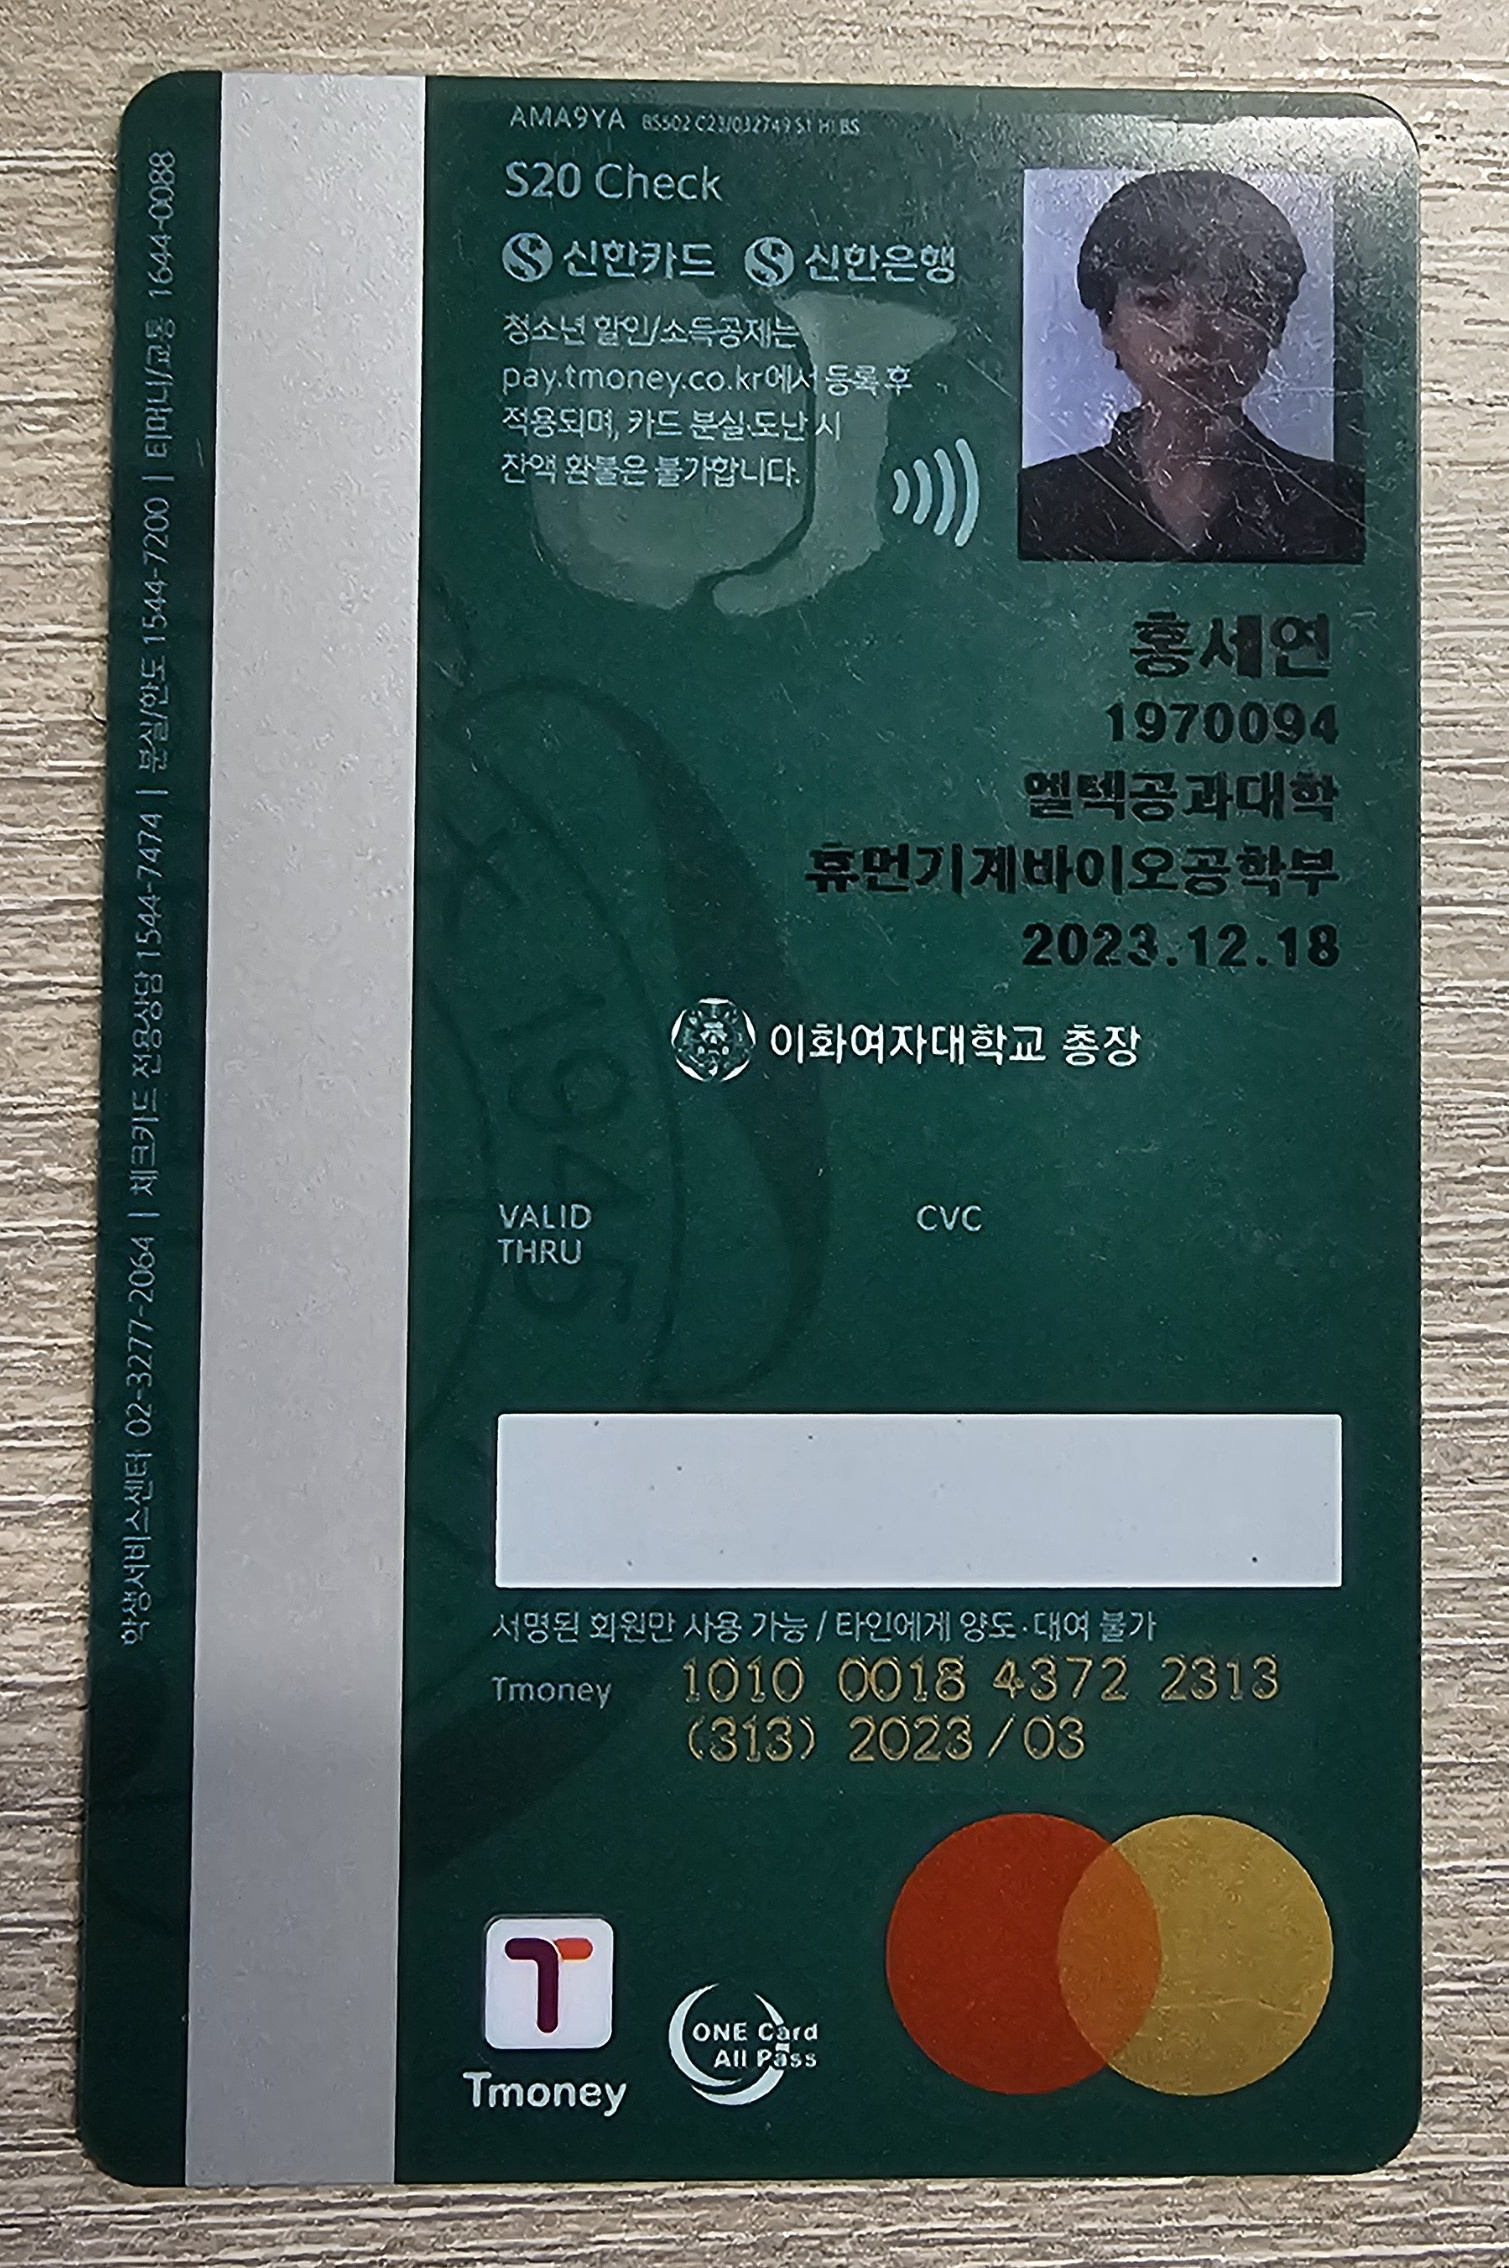 AMA9YA BS502 C23/032749 S1 HI BS
S20 Check
신한카드 신한은행
청소년 할인/소득공제는
pay.tmoney.co.kr에서 등록 후
적용되며, 카드 분실·도난 시
잔액 환불은 불가합니다.
홍세연
1970094
엘텍공과대학
휴먼기계바이오공학부
2023.12.18
이화여자대학교 총장
1945
VALID
THRU
CVC
서명된 회원만 사용 가능 / 타인에게 양도·대여 불가
Tmoney 1010 0018 4372 2313
(313) 2023/03
Tmoney
ONE Card
All Pass
학생서비스센터 02-3277-2064 | 체크카드 전용상담 1544-7474 | 분실/한도 1544-7200 | 티머니/교통 1644-0088